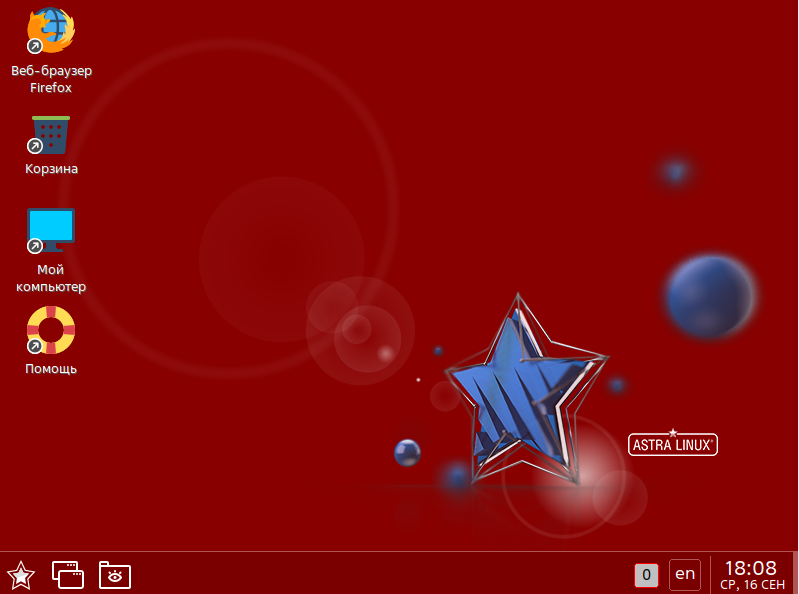 Веб-браузер
Firefox
Корзина
Мой
компьютер
Помощь
ASTRA LINUX®
0
en
18:08
СР, 16 СЕН